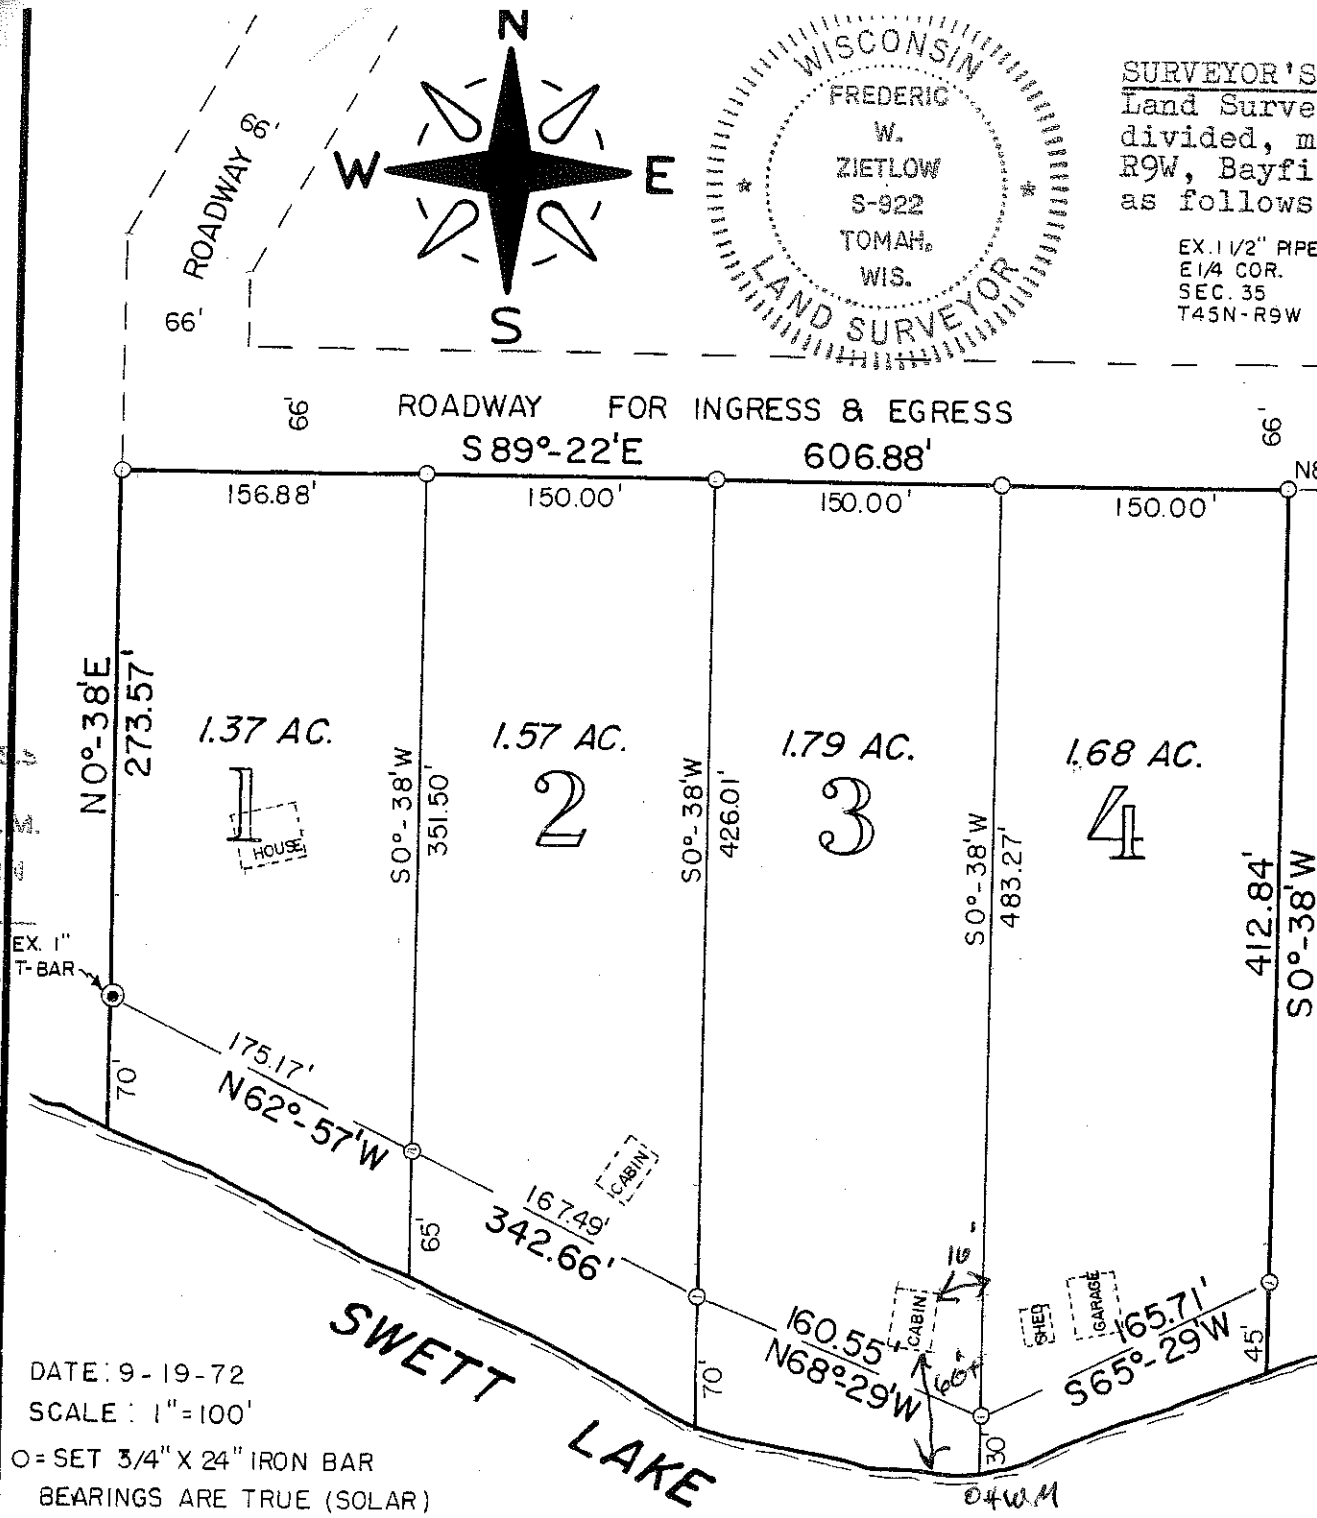 N
W
E
S
WISCONSIN
FREDERIC
W.
ZIETLOW
S-922
TOMAH,
WIS.
LAND SURVEYOR
SURVEYOR'S
Land Surve
divided, m
R9W, Bayfi
as follows
EX. 1 1/2" PIPE
E 1/4 COR.
SEC. 35
T45N-R9W
ROADWAY 66'
66'
66'
ROADWAY FOR INGRESS & EGRESS
66'
S 89°-22'E 606.88'
N8
156.88'
150.00'
150.00'
150.00'
N0°-38'E
273.57'
1.37 AC.
1
HOUSE
S0°-38'W
351.50'
1.57 AC.
2
S0°-38'W
426.01'
1.79 AC.
3
S0°-38'W
483.27'
1.68 AC.
4
412.84'
S0°-38'W
M.
EX. 1"
T-BAR
70'
175.17'
N62°-57'W
65'
CABIN
167.49'
342.66'
70'
16'
CABIN
SHED
GARAGE
160.55'
N68°-29'W
60±
165.71'
S65°-29'W
45'
30'
OHWM
SWETT LAKE
DATE: 9-19-72
SCALE: 1"=100'
O = SET 3/4" X 24" IRON BAR
BEARINGS ARE TRUE (SOLAR)